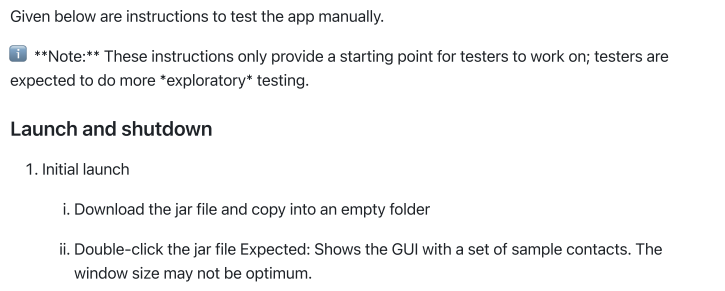 Given below are instructions to test the app manually.
ℹ️ **Note:** These instructions only provide a starting point for testers to work on; testers are
expected to do more *exploratory* testing.
Launch and shutdown
1. Initial launch
i. Download the jar file and copy into an empty folder
ii. Double-click the jar file Expected: Shows the GUI with a set of sample contacts. The
window size may not be optimum.